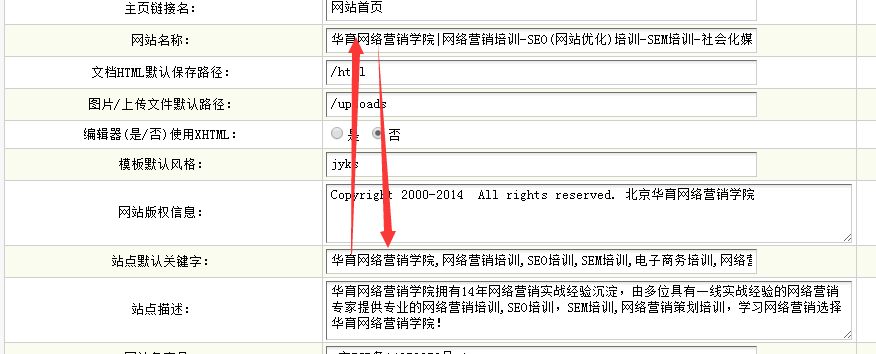 主页链接名： 网站首页
网站名称： 华育网络营销学院|网络营销培训-SEO(网站优化)培训-SEM培训-社会化媒
文档HTML默认保存路径： /html
图片/上传文件默认路径： /uploads
编辑器(是/否)使用XHTML： 是 否
模板默认风格： jyks
网站版权信息： Copyright 2000-2014 All rights reserved. 北京华育网络营销学院
站点默认关键字： 华育网络营销学院,网络营销培训,SEO培训,SEM培训,电子商务培训,网络营
站点描述： 华育网络营销学院拥有14年网络营销实战经验沉淀，由多位具有一线实战经验的网络营销
专家提供专业的网络营销培训,SEO培训，SEM培训,网络营销策划培训，学习网络营销选择
华育网络营销学院！